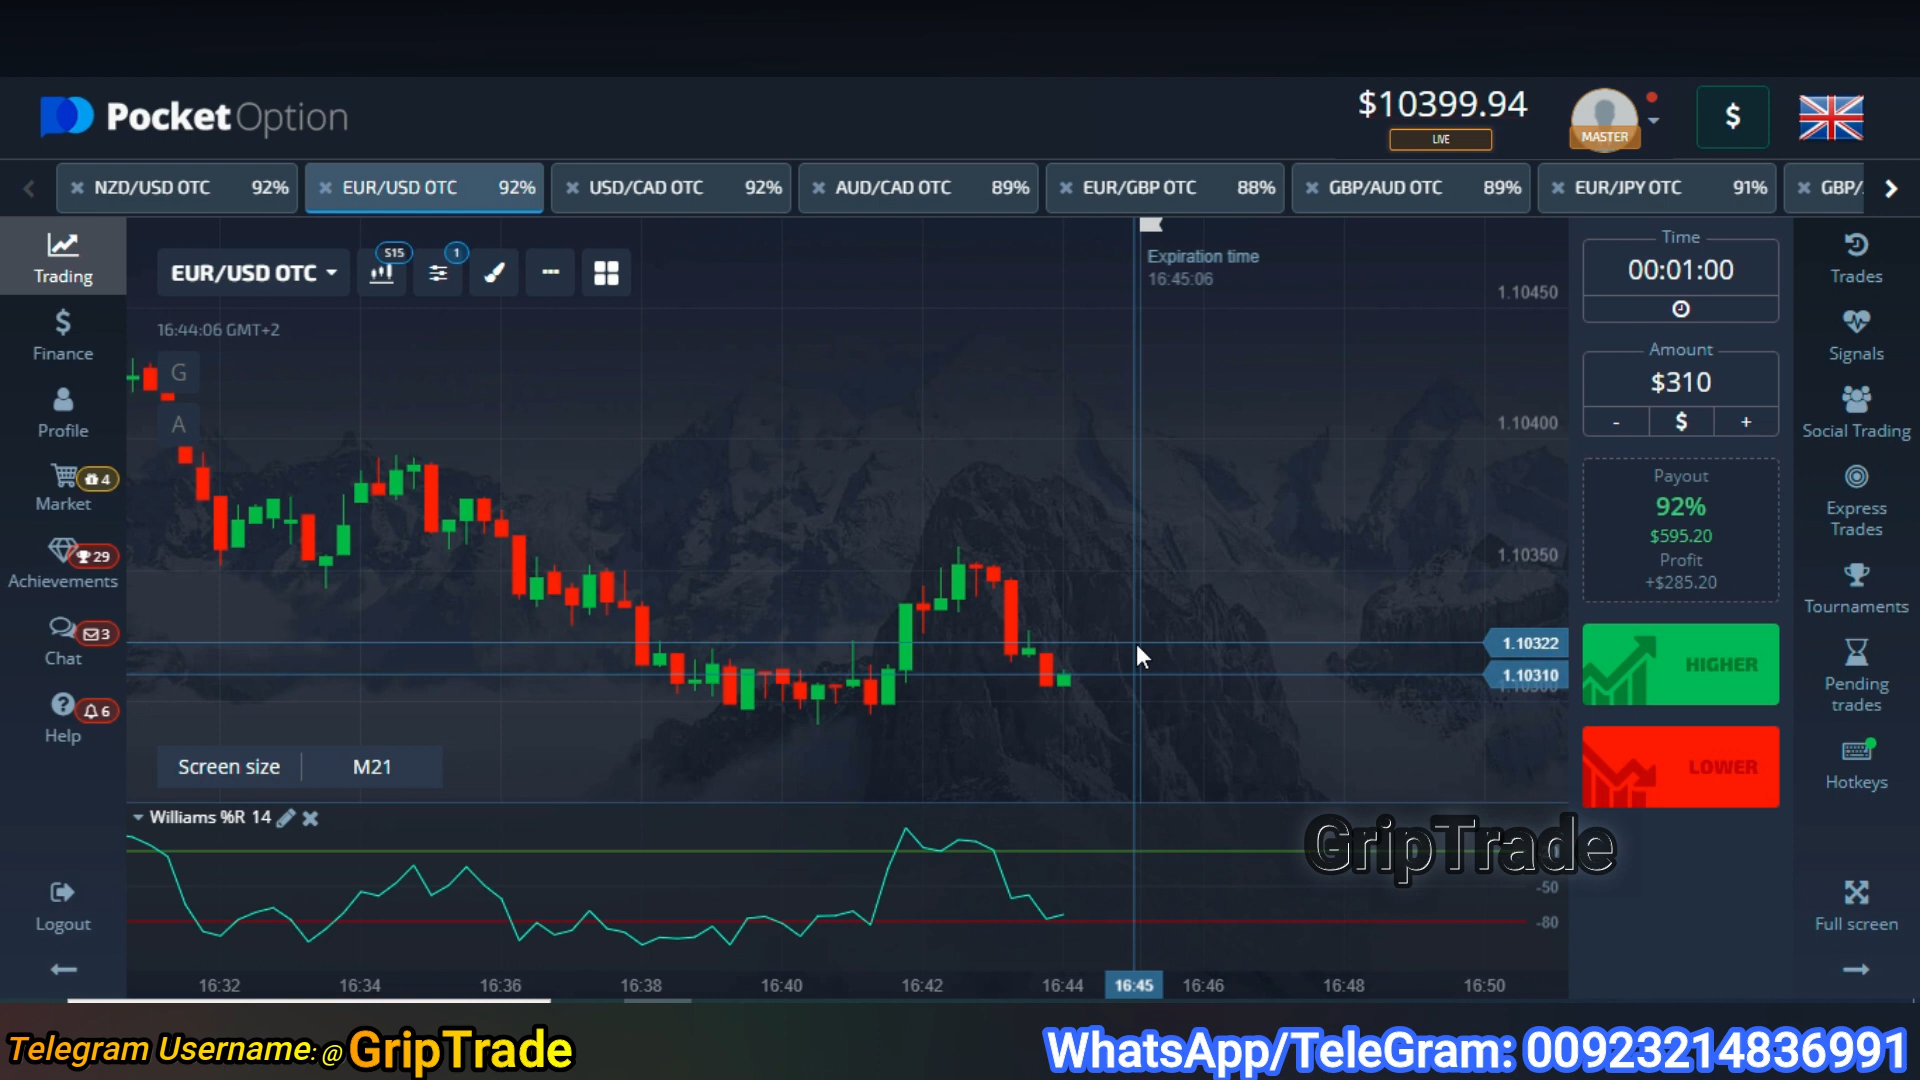 PocketOption
$10399.94
LIVE
MASTER
$
NZD/USD OTC 92%
EUR/USD OTC 92%
USD/CAD OTC 92%
AUD/CAD OTC 89%
EUR/GBP OTC 88%
GBP/AUD OTC 89%
EUR/JPY OTC 91%
GBP/
Trading
Finance
Profile
4
Market
29
Achievements
3
Chat
6
Help
Logout
EUR/USD OTC
S15
1
16:44:06 GMT+2
G
A
Expiration time
16:45:06
1.10450
1.10400
1.10350
1.10322
1.10310
Screen size M21
Williams %R 14
-50
-80
16:32 16:34 16:36 16:38 16:40 16:42 16:44 16:45 16:46 16:48 16:50
Time
00:01:00
Amount
$310
- $ +
Payout
92%
$595.20
Profit
+$285.20
HIGHER
LOWER
GripTrade
Trades
Signals
Social Trading
Express
Trades
Tournaments
Pending
trades
Hotkeys
Full screen
Telegram Username: @ GripTrade
WhatsApp/TeleGram: 00923214836991